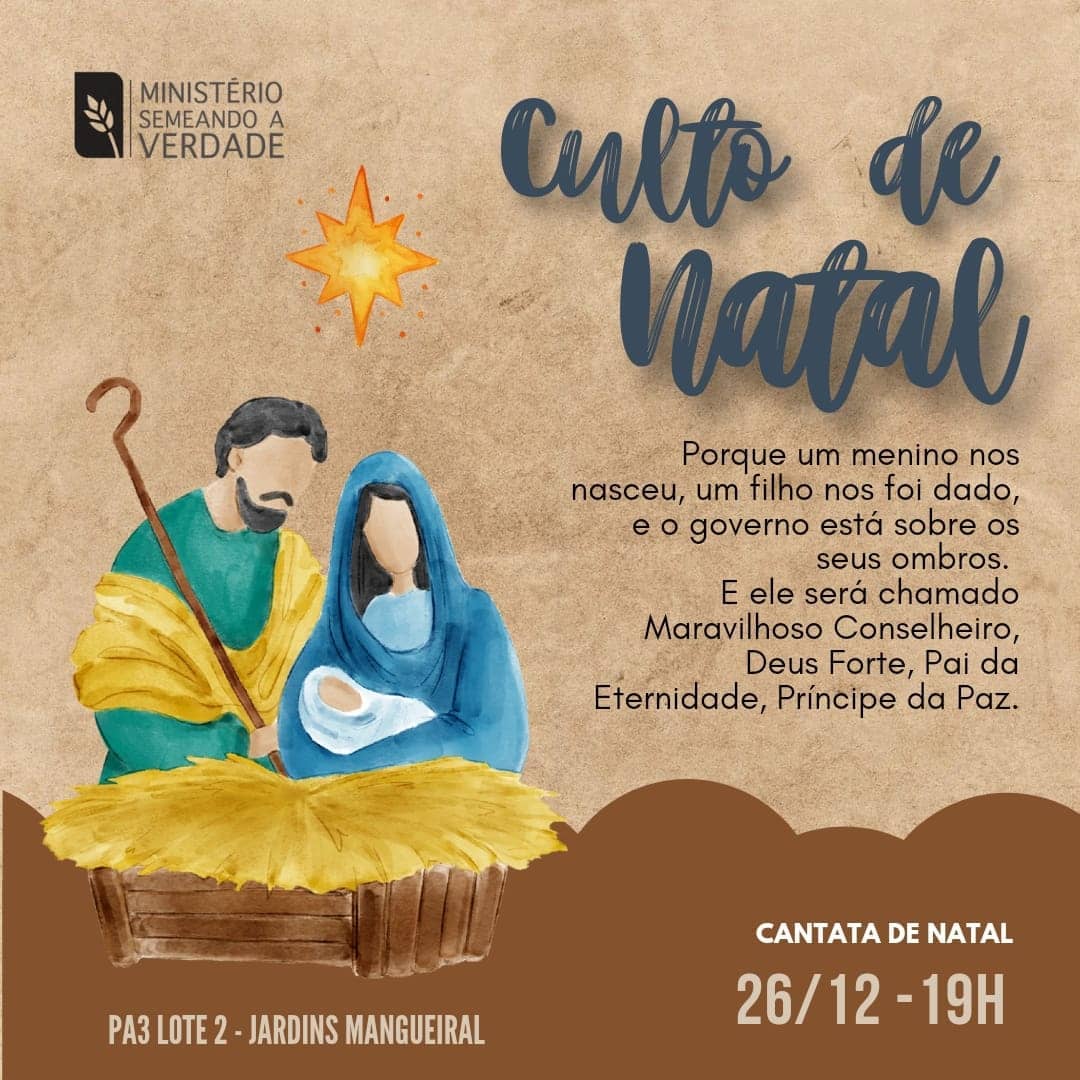 MINISTÉRIO
SEMEANDO A
VERDADE
Culto de
Natal
Porque um menino nos
nasceu, um filho nos foi dado,
e o governo está sobre os
seus ombros.
E ele será chamado
Maravilhoso Conselheiro,
Deus Forte, Pai da
Eternidade, Príncipe da Paz.
CANTATA DE NATAL
26/12 -19H
PA3 LOTE 2 - JARDINS MANGUEIRAL